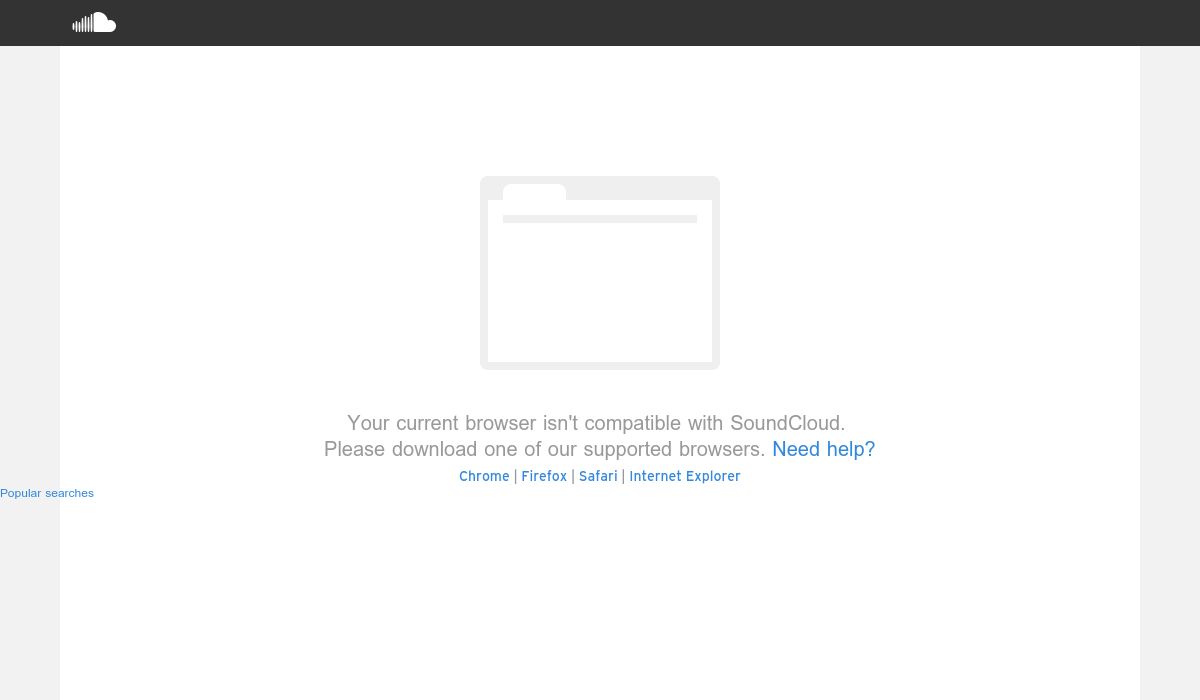 Your current browser isn't compatible with SoundCloud.
Please download one of our supported browsers. Need help?
Chrome | Firefox | Safari | Internet Explorer
Popular searches